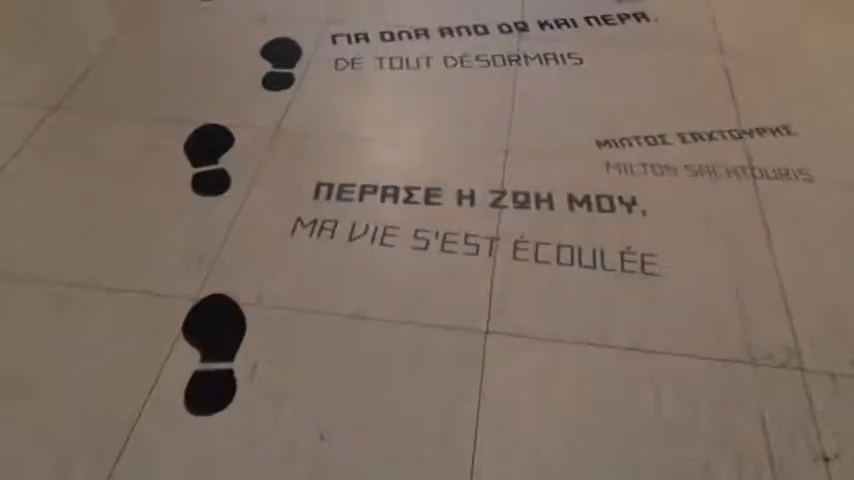 ΓΙΑ ΟΛΑ ΑΠΟ ΔΩ ΚΑΙ ΠΕΡΑ.
DE TOUT DÉSORMAIS
ΜΙΛΤΟΣ ΣΑΧΤΟΥΡΗΣ
MILTOS SACHTOURIS
ΠΕΡΑΣΕ Η ΖΩΗ ΜΟΥ,
MA VIE S'EST ÉCOULÉE